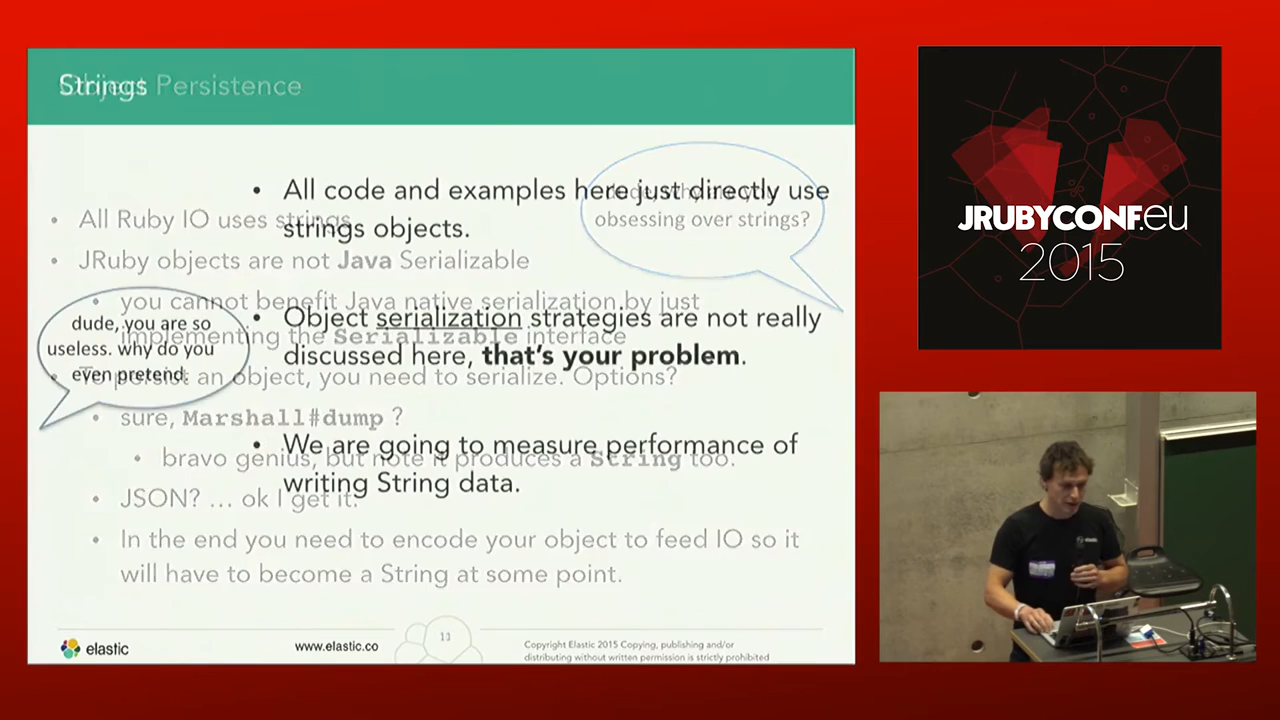 Strings
Object Persistence
All code and examples here just directly use
strings objects.
Object serialization strategies are not really
discussed here, that's your problem.
We are going to measure performance of
writing String data.
dude, you are so
useless. why do you
even pretend.
All Ruby IO uses strings
JRuby objects are not Java Serializable
you cannot benefit Java native serialization by just
implementing the Serializable interface
To persist an object, you need to serialize. Options?
sure, Marshall#dump ?
bravo genius, but note it produces a String too.
JSON? … ok I get it.
In the end you need to encode your object to feed IO so it
will have to become a String at some point.
dude, why are you
obsessing over strings?
elastic
www.elastic.co
Copyright Elastic 2015 Copying, publishing and/or
distributing without written permission is strictly prohibited
JRUBYCONF.eu
2015